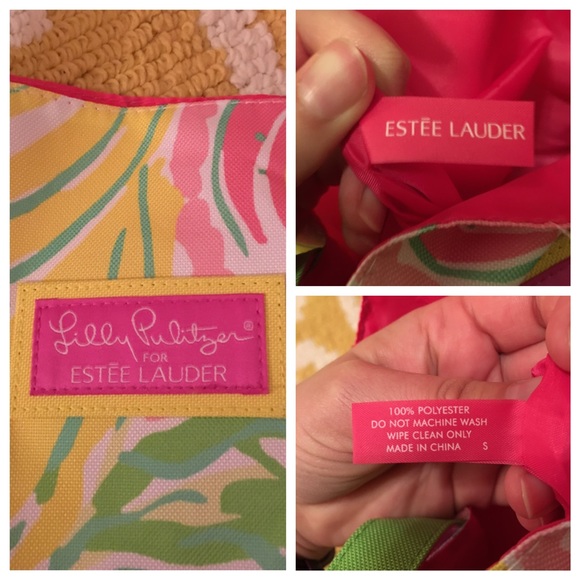 Lilly Pulitzer®
FOR
ESTĒE LAUDER
ESTĒE LAUDER
100% POLYESTER
DO NOT MACHINE WASH
WIPE CLEAN ONLY
MADE IN CHINA S